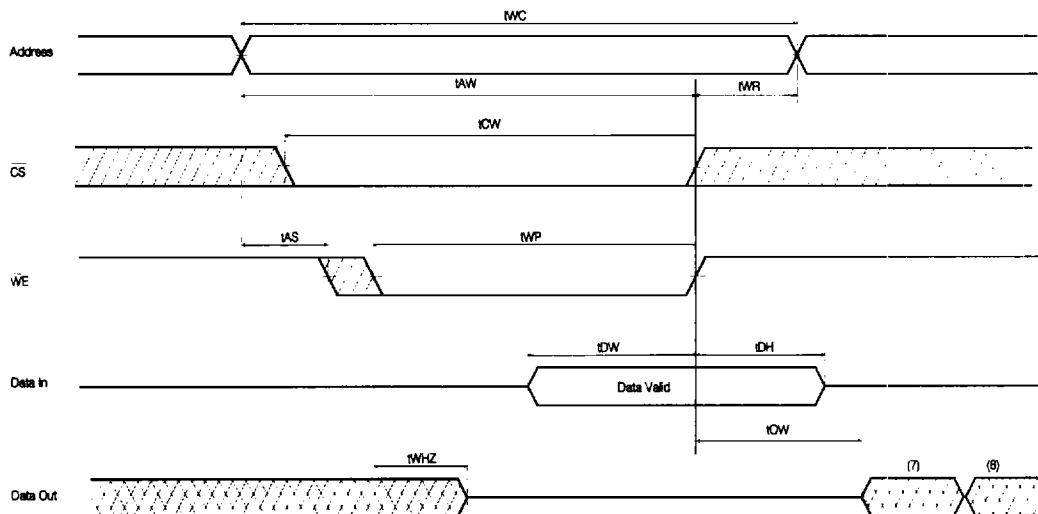 tWC
Address
tAW
tWR
tCW
CS
tAS
tWP
WE
tDW
tDH
Data In
Data Valid
tOW
tWHZ
(7)
(8)
Data Out